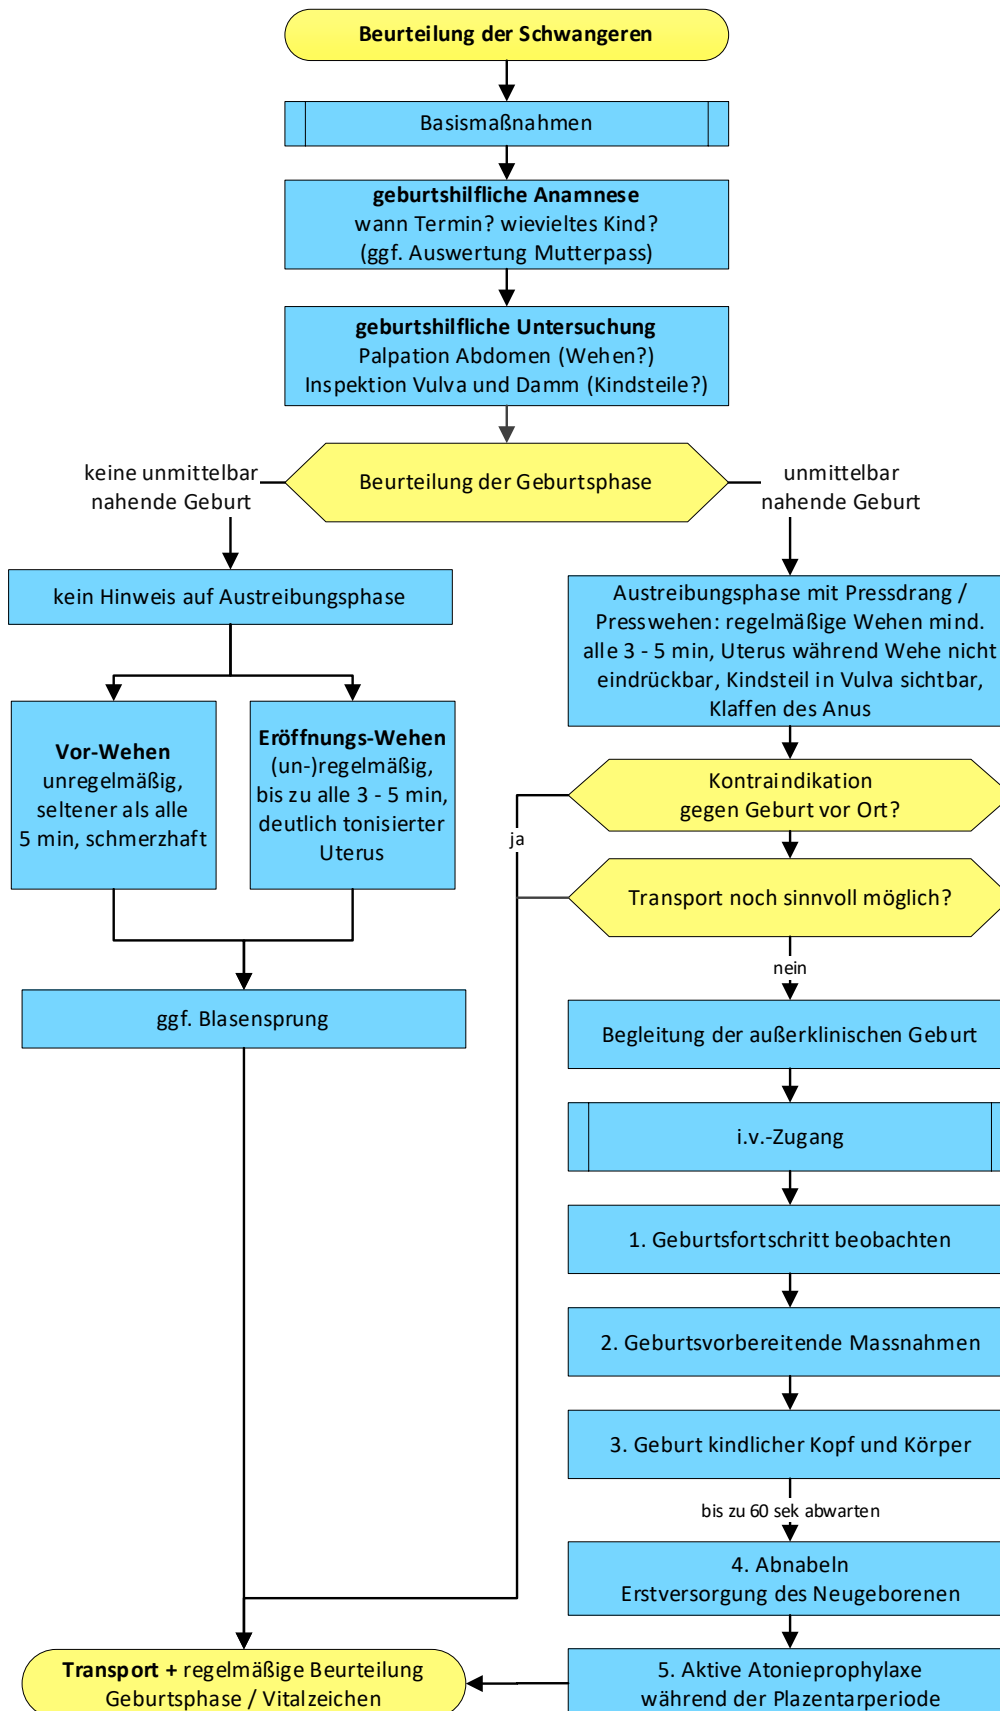 Beurteilung der Schwangeren
Basismaßnahmen
geburtshilfliche Anamnese
wann Termin? wievieltes Kind?
(ggf. Auswertung Mutterpass)
geburtshilfliche Untersuchung
Palpation Abdomen (Wehen?)
Inspektion Vulva und Damm (Kindsteile?)
Beurteilung der Geburtsphase
keine unmittelbar
nahende Geburt
unmittelbar
nahende Geburt
kein Hinweis auf Austreibungsphase
Vor-Wehen
unregelmäßig,
seltener als alle
5 min, schmerzhaft
Eröffnungs-Wehen
(un-)regelmäßig,
bis zu alle 3 - 5 min,
deutlich tonisierter
Uterus
ggf. Blasensprung
Austreibungsphase mit Pressdrang /
Presswehen: regelmäßige Wehen mind.
alle 3 - 5 min, Uterus während Wehe nicht
eindrückbar, Kindsteil in Vulva sichtbar,
Klaffen des Anus
Kontraindikation
gegen Geburt vor Ort?
ja
Transport noch sinnvoll möglich?
nein
Begleitung der außerklinischen Geburt
i.v.-Zugang
1. Geburtsfortschritt beobachten
2. Geburtsvorbereitende Massnahmen
3. Geburt kindlicher Kopf und Körper
bis zu 60 sek abwarten
4. Abnabeln
Erstversorgung des Neugeborenen
5. Aktive Atonieprophylaxe
während der Plazentarperiode
Transport + regelmäßige Beurteilung
Geburtsphase / Vitalzeichen